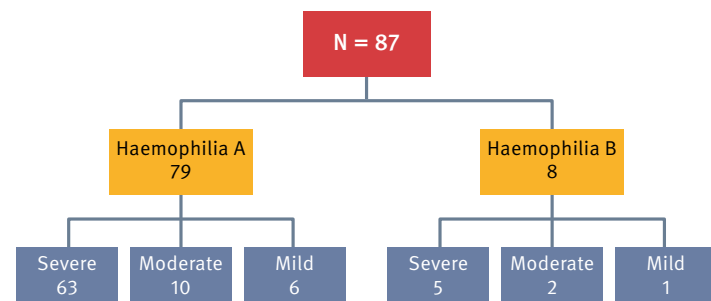 N = 87
Haemophilia A
79
Haemophilia B
8
Severe
63
Moderate
10
Mild
6
Severe
5
Moderate
2
Mild
1